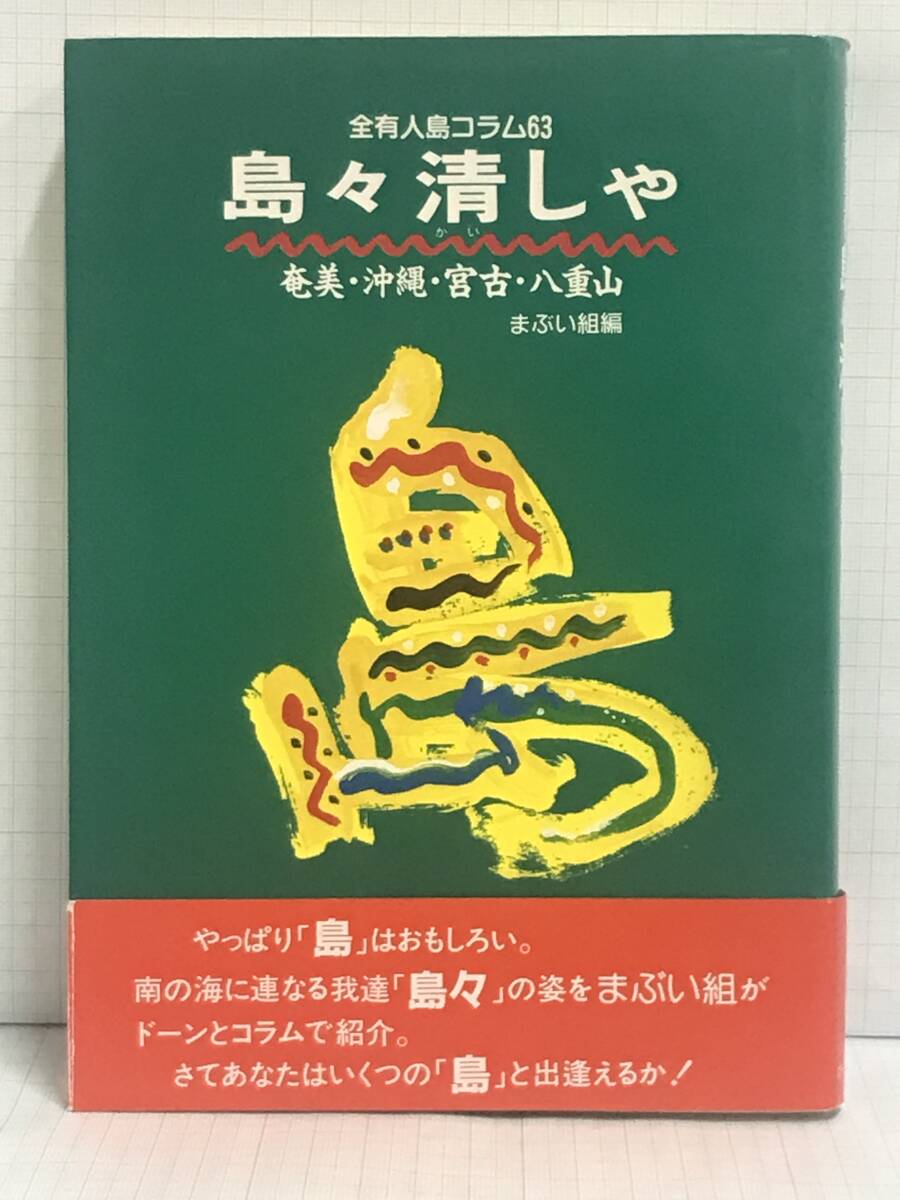 全有人島コラム63
島々清しゃ
かい
奄美・沖縄・宮古・八重山
まぶい組編
やっぱり「島」はおもしろい。
南の海に連なる我達「島々」の姿をまぶい組が
ドーンとコラムで紹介。
さてあなたはいくつの「島」と出逢えるか!